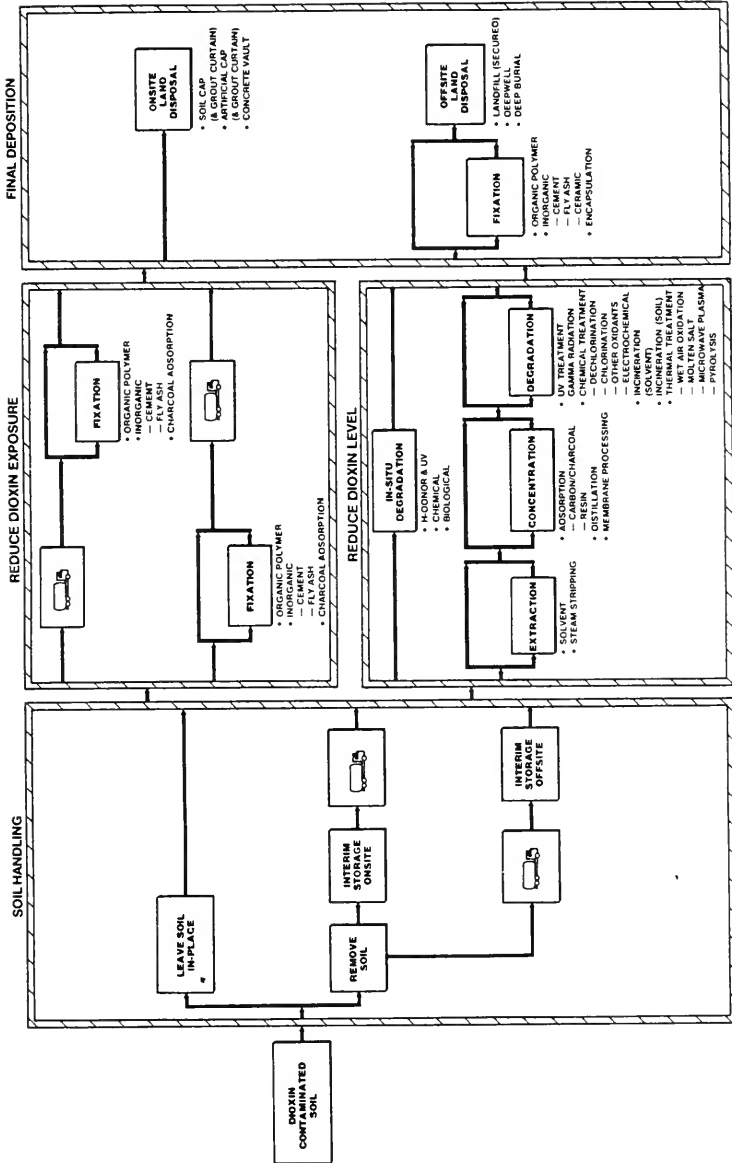 SOIL HANDLING
DIOXIN
CONTAMINATED
SOIL
LEAVE SOIL
IN-PLACE
REMOVE
SOIL
INTERIM
STORAGE
ONSITE
INTERIM
STORAGE
OFFSITE
REDUCE DIOXIN EXPOSURE
FIXATION
• ORGANIC POLYMER
• INORGANIC
— CEMENT
— FLY ASH
• CHARCOAL ADSORPTION
FIXATION
• ORGANIC POLYMER
• INORGANIC
— CEMENT
— FLY ASH
• CHARCOAL ADSORPTION
REDUCE DIOXIN LEVEL
IN-SITU
DEGRADATION
• H-DONOR & UV
• CHEMICAL
• BIOLOGICAL
EXTRACTION
• SOLVENT
• STEAM STRIPPING
CONCENTRATION
• ADSORPTION
— CARBON/CHARCOAL
— RESIN
• DISTILLATION
• MEMBRANE PROCESSING
DEGRADATION
• UV TREATMENT
• GAMMA RADIATION
• CHEMICAL TREATMENT
— DECHLORINATION
— CHLORINATION
— OTHER OXIDANTS
— ELECTROCHEMICAL
• INCINERATION
(SOLVENT)
• INCINERATION (SOIL)
• THERMAL TREATMENT
— WET AIR OXIDATION
— MOLTEN SALT
— MICROWAVE PLASMA
— PYROLYSIS
FINAL DEPOSITION
ONSITE
LAND
DISPOSAL
• SOIL CAP
(& GROUT CURTAIN)
• ARTIFICIAL CAP
(& GROUT CURTAIN)
• CONCRETE VAULT
FIXATION
• ORGANIC POLYMER
• INORGANIC
— CEMENT
— FLY ASH
— CERAMIC
• ENCAPSULATION
OFFSITE
LAND
DISPOSAL
• LANDFILL (SECURED)
• DEEPWELL
• DEEP BURIAL